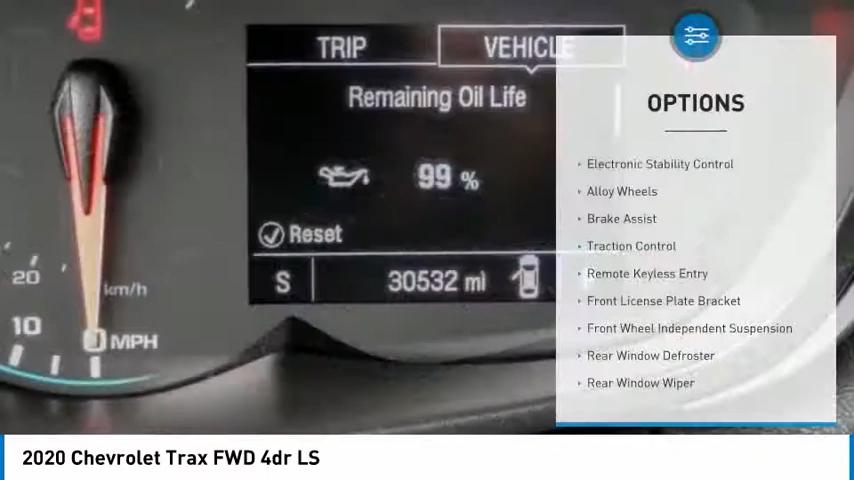 TRIP
VEHICLE
Remaining Oil Life
99 %
Reset
S
30532 mi
20
km/h
10
0 MPH
OPTIONS
Electronic Stability Control
Alloy Wheels
Brake Assist
Traction Control
Remote Keyless Entry
Front License Plate Bracket
Front Wheel Independent Suspension
Rear Window Defroster
Rear Window Wiper
2020 Chevrolet Trax FWD 4dr LS